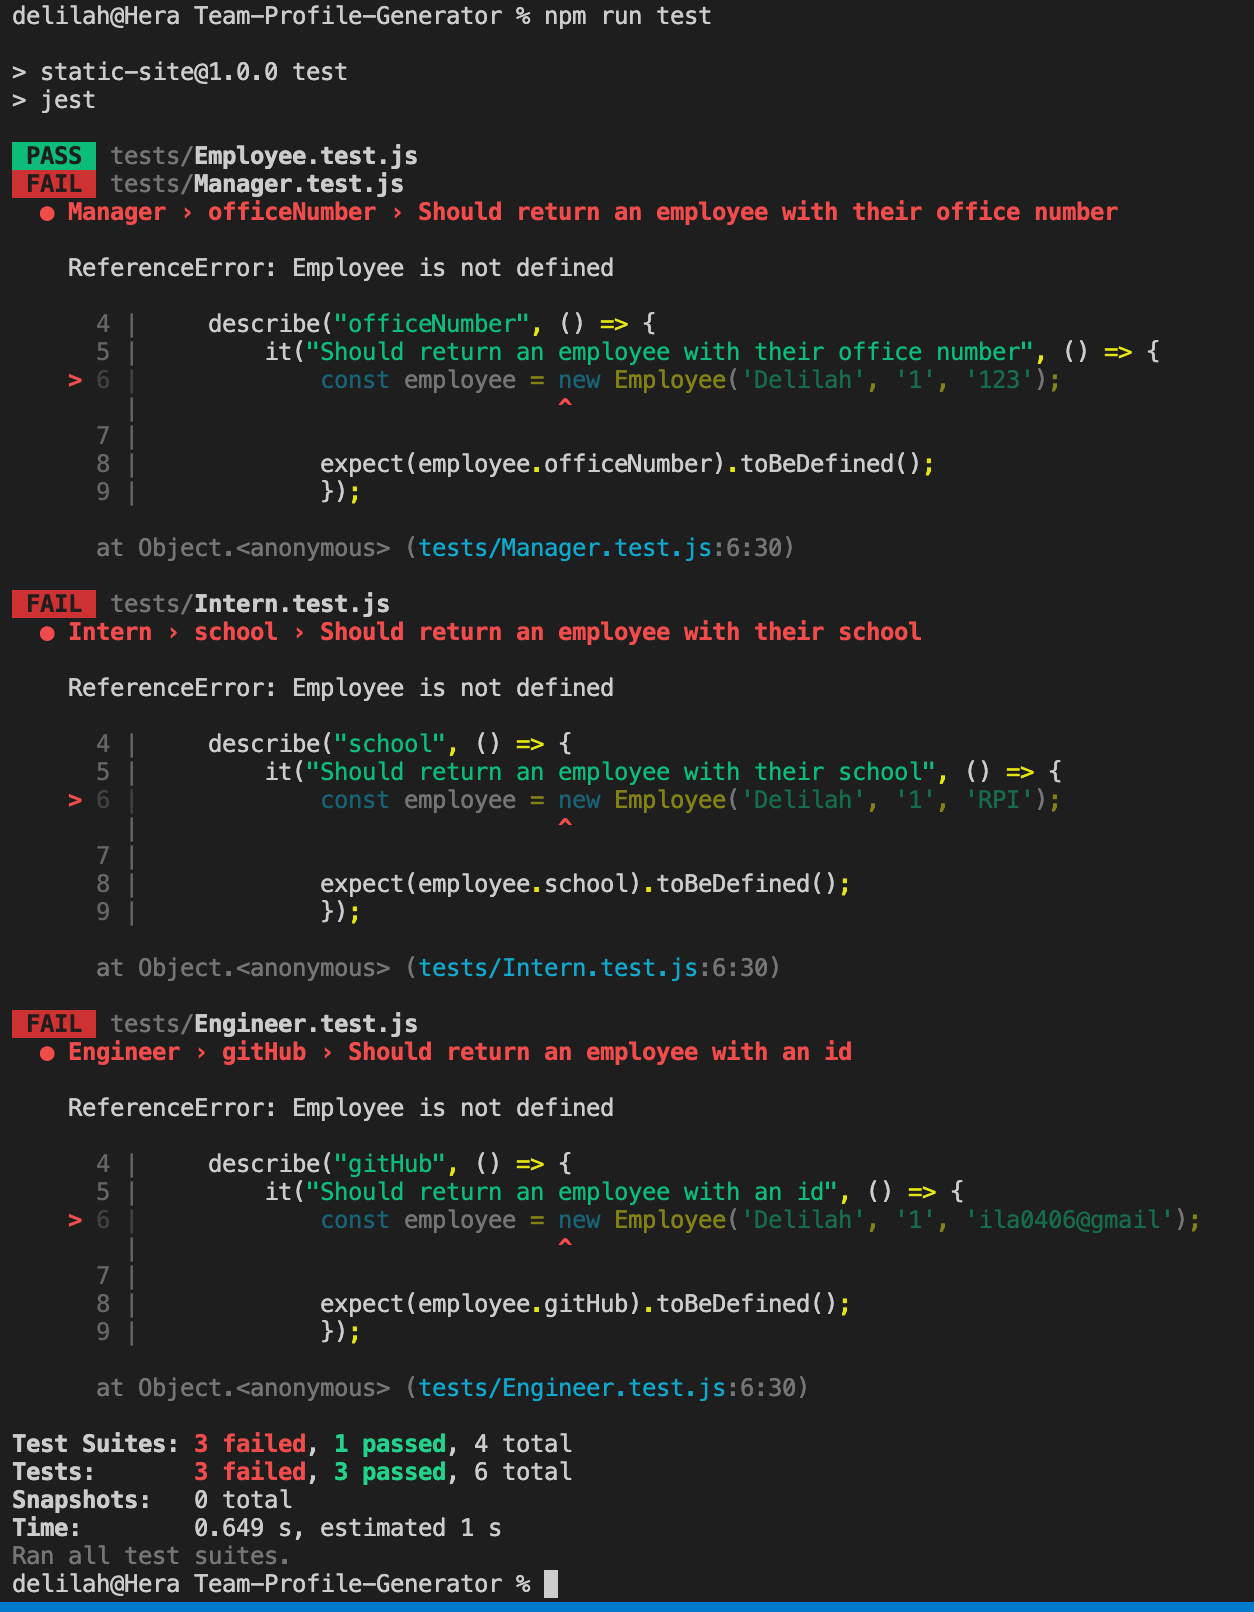 delilah@Hera Team-Profile-Generator % npm run test
> static-site@1.0.0 test
> jest
PASS tests/Employee.test.js
FAIL tests/Manager.test.js
● Manager › officeNumber › Should return an employee with their office number
ReferenceError: Employee is not defined
4 | describe("officeNumber", () => {
5 | it("Should return an employee with their office number", () => {
> 6 | const employee = new Employee('Delilah', '1', '123');
| ^
7 |
8 | expect(employee.officeNumber).toBeDefined();
9 | });
at Object.<anonymous> (tests/Manager.test.js:6:30)
FAIL tests/Intern.test.js
● Intern › school › Should return an employee with their school
ReferenceError: Employee is not defined
4 | describe("school", () => {
5 | it("Should return an employee with their school", () => {
> 6 | const employee = new Employee('Delilah', '1', 'RPI');
| ^
7 |
8 | expect(employee.school).toBeDefined();
9 | });
at Object.<anonymous> (tests/Intern.test.js:6:30)
FAIL tests/Engineer.test.js
● Engineer › gitHub › Should return an employee with an id
ReferenceError: Employee is not defined
4 | describe("gitHub", () => {
5 | it("Should return an employee with an id", () => {
> 6 | const employee = new Employee('Delilah', '1', 'ila0406@gmail');
| ^
7 |
8 | expect(employee.gitHub).toBeDefined();
9 | });
at Object.<anonymous> (tests/Engineer.test.js:6:30)
Test Suites: 3 failed, 1 passed, 4 total
Tests: 3 failed, 3 passed, 6 total
Snapshots: 0 total
Time: 0.649 s, estimated 1 s
Ran all test suites.
delilah@Hera Team-Profile-Generator %